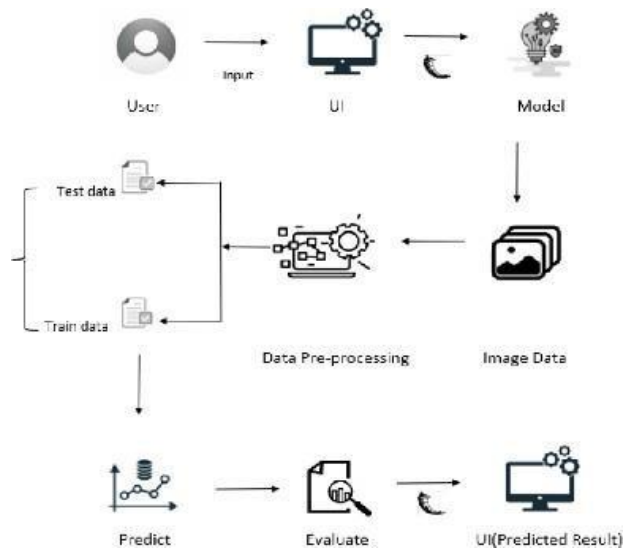 Input
User
UI
Model
Test data
Train data
Data Pre-processing
Image Data
Predict
Evaluate
UI(Predicted Result)